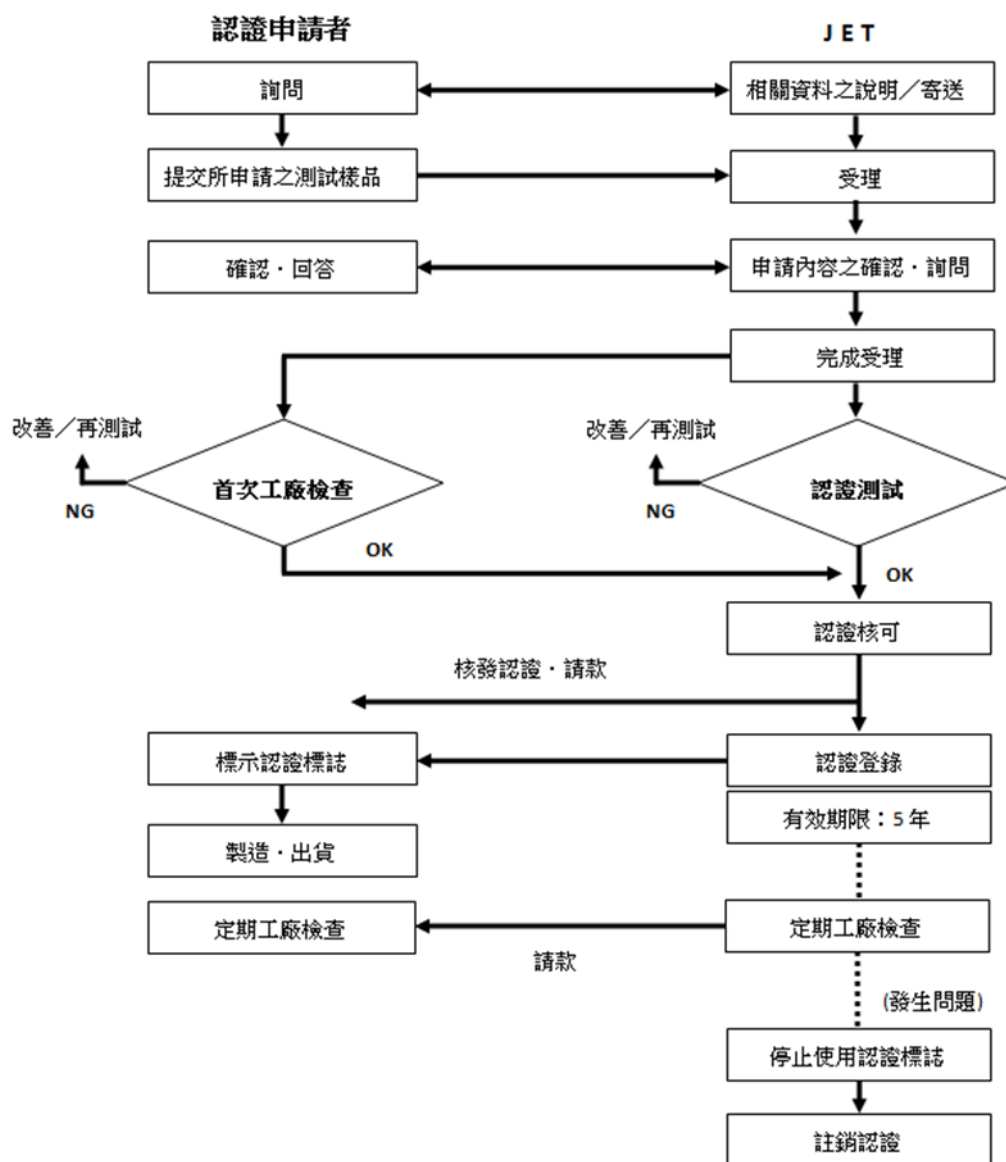 認證申請者
JET
詢問
相關資料之說明／寄送
提交所申請之測試樣品
受理
確認．回答
申請內容之確認．詢問
完成受理
改善／再測試
改善／再測試
首次工廠檢查
認證測試
NG
NG
OK
OK
認證核可
核發認證．請款
標示認證標誌
認證登錄
有效期限：5 年
製造．出貨
定期工廠檢查
定期工廠檢查
請款
(發生問題)
停止使用認證標誌
註銷認證